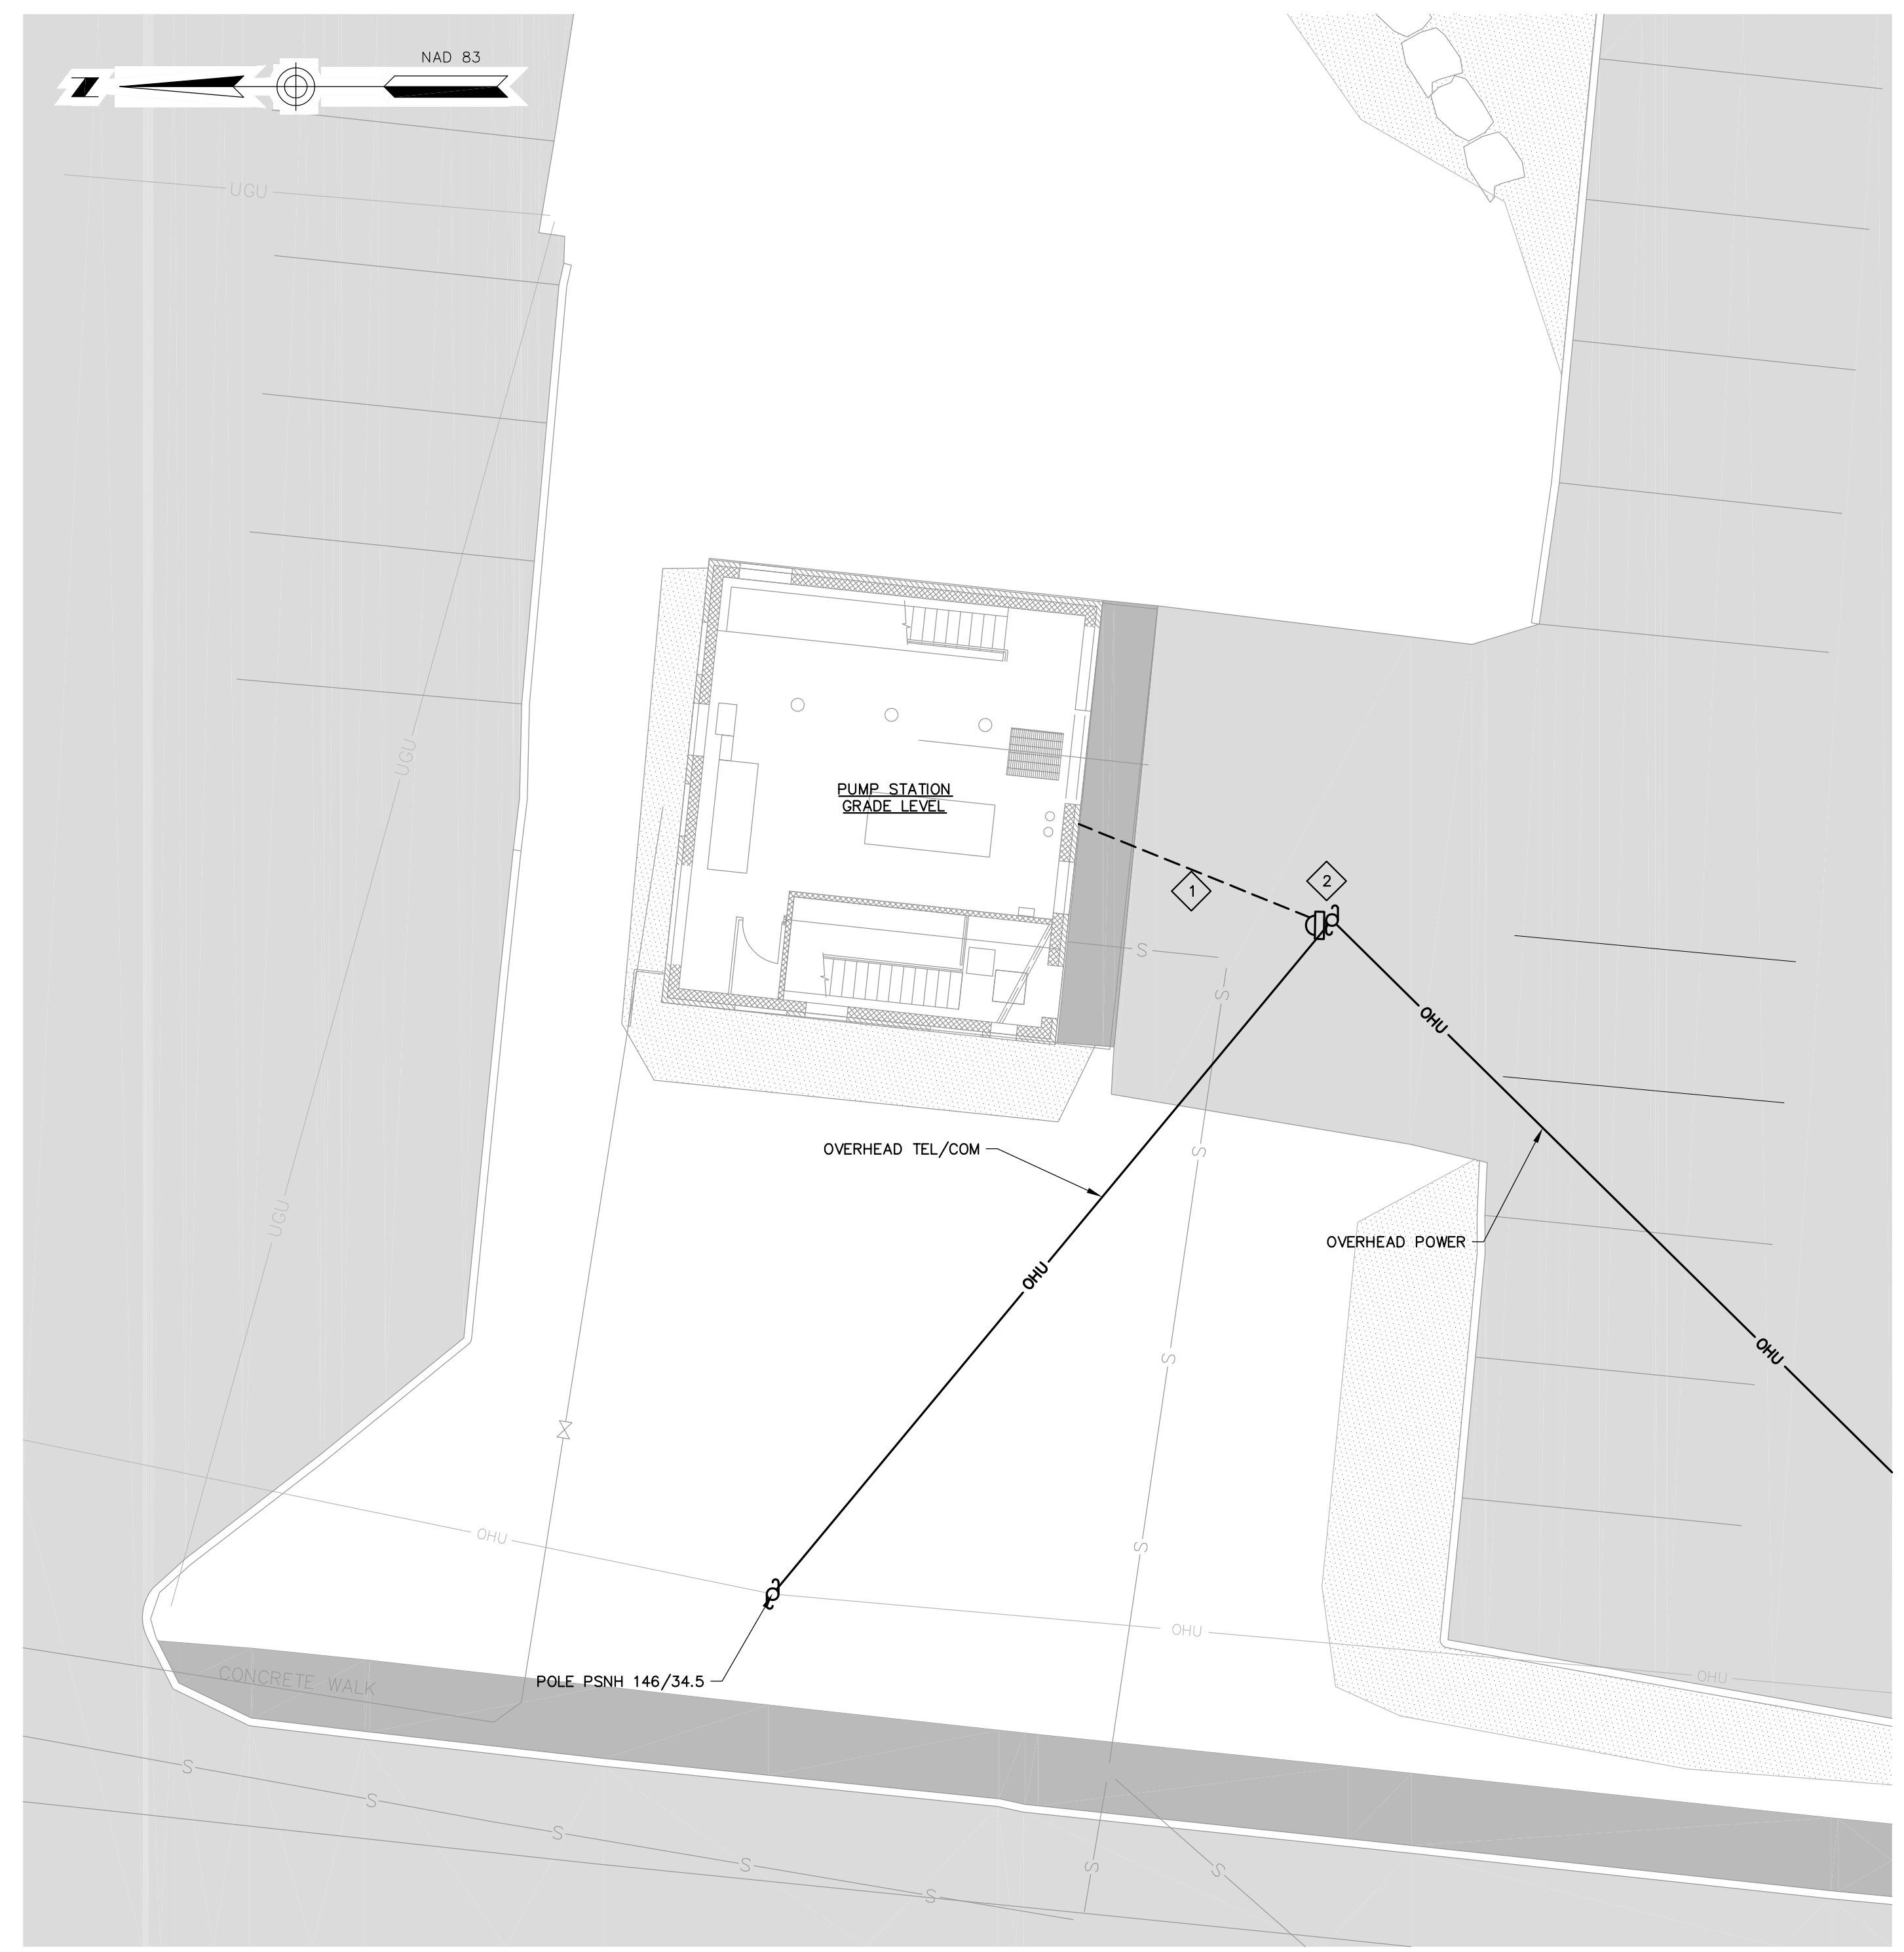 NAD 83
N
UGU
UGU
PUMP STATION
GRADE LEVEL
2
1
S
S
OHU
OVERHEAD TEL/COM
S
UGU
OVERHEAD POWER
OHU
OHU
S
OHU
S
OHU
POLE PSNH 146/34.5
OHU
CONCRETE WALK
S
S
S
S
S
S
S